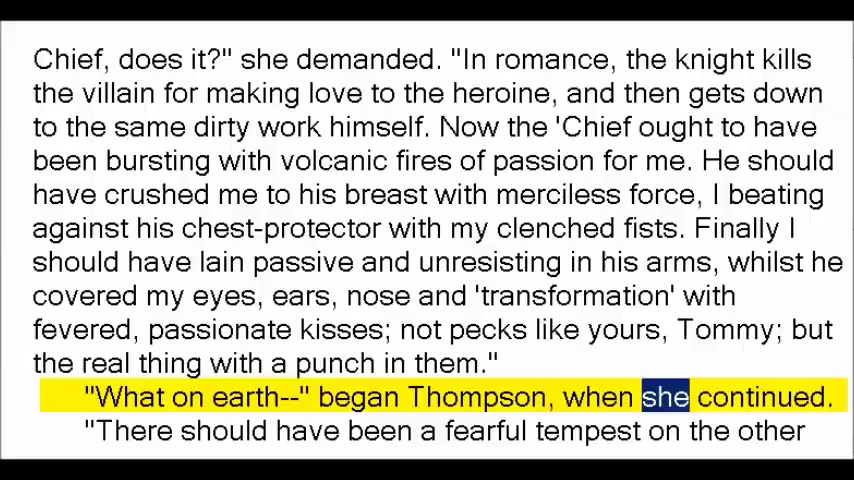 Chief, does it?" she demanded. "In romance, the knight kills
the villain for making love to the heroine, and then gets down
to the same dirty work himself. Now the 'Chief ought to have
been bursting with volcanic fires of passion for me. He should
have crushed me to his breast with merciless force, I beating
against his chest-protector with my clenched fists. Finally I
should have lain passive and unresisting in his arms, whilst he
covered my eyes, ears, nose and 'transformation' with
fevered, passionate kisses; not pecks like yours, Tommy; but
the real thing with a punch in them."
"What on earth--" began Thompson, when she continued.
"There should have been a fearful tempest on the other